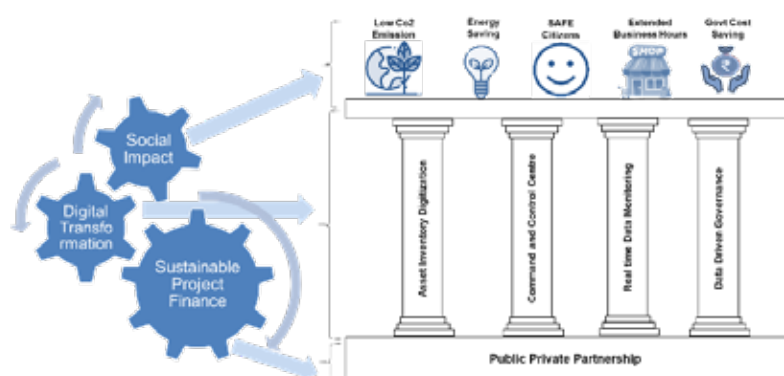 Low Co2
Emission
Energy
Saving
SAFE
Citizens
Extended
Business Hours
Govt Cost
Saving
SHOP
Social
Impact
Digital
Transfo
rmation
Sustainable
Project
Finance
Asset Inventory Digitization
Command and Control Centre
Real time Data Monitoring
Data Driven Governance
Public Private Partnership